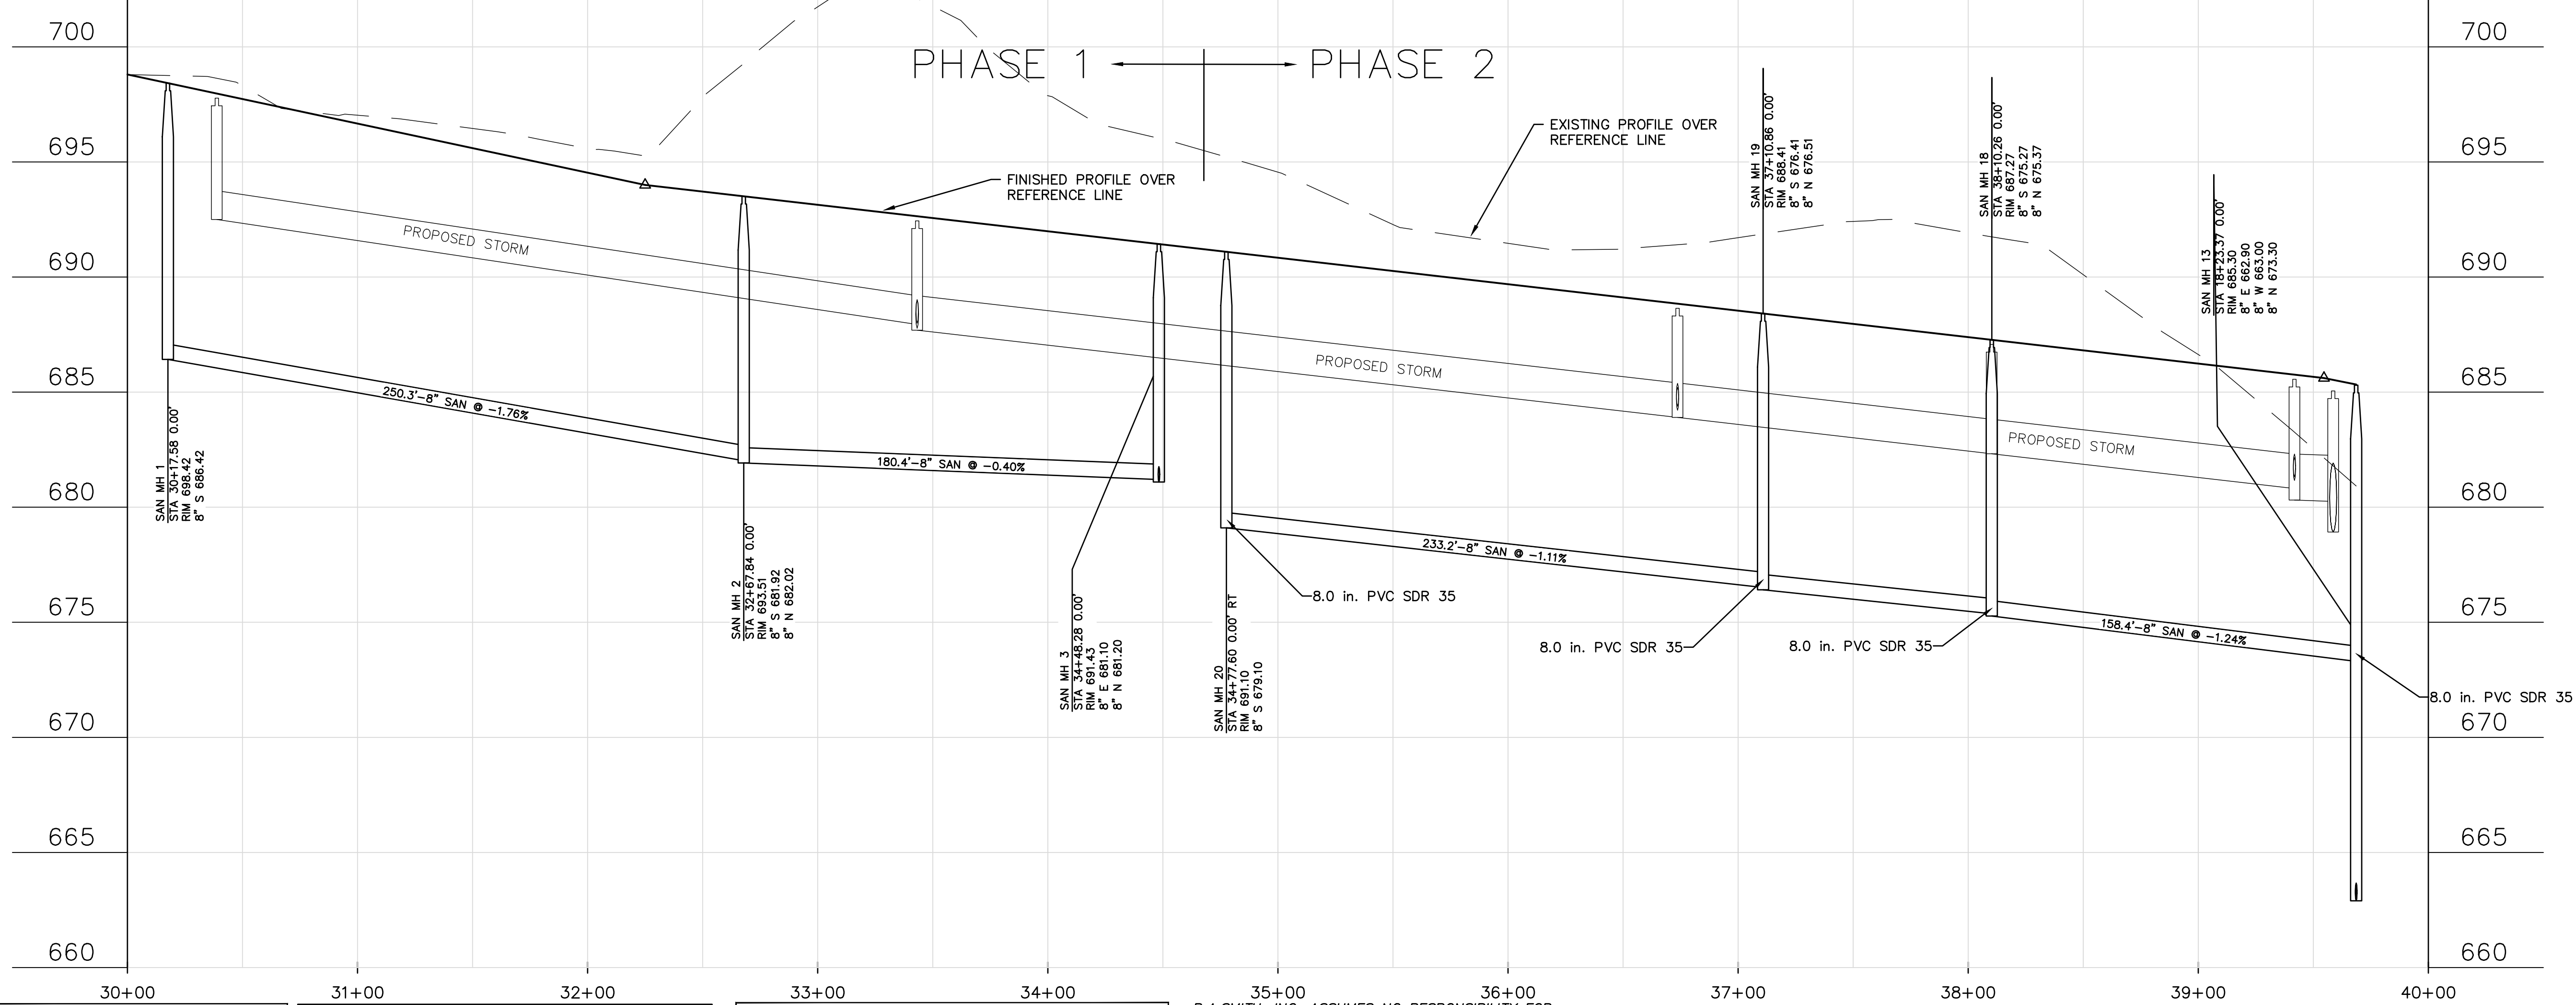 700
695
690
685
680
675
670
665
660
PHASE 1
PHASE 2
EXISTING PROFILE OVER
REFERENCE LINE
FINISHED PROFILE OVER
REFERENCE LINE
PROPOSED STORM
PROPOSED STORM
PROPOSED STORM
250.3'-8" SAN @ -1.76%
180.4'-8" SAN @ -0.40%
233.2'-8" SAN @ -1.11%
158.4'-8" SAN @ -1.24%
SAN MH 1
STA 30+17.58 0.00'
RIM 698.42
8" S 686.42
SAN MH 2
STA 32+67.84 0.00'
RIM 693.51
8" S 681.92
8" N 682.02
SAN MH 3
STA 34+48.28 0.00'
RIM 691.43
8" E 681.10
8" N 681.20
SAN MH 20
STA 34+77.60 0.00' RT
RIM 691.10
8" S 679.10
SAN MH 19
STA 37+10.86 0.00'
RIM 688.41
8" S 676.41
8" N 676.51
SAN MH 18
STA 38+10.26 0.00'
RIM 687.27
8" S 675.27
8" N 675.37
SAN MH 13
STA 18+23.37 0.00'
RIM 685.30
8" E 662.90
8" W 663.00
8" N 673.30
8.0 in. PVC SDR 35
8.0 in. PVC SDR 35
8.0 in. PVC SDR 35
8.0 in. PVC SDR 35
700
695
690
685
680
675
670
665
660
30+00
31+00
32+00
33+00
34+00
35+00
36+00
37+00
38+00
39+00
40+00